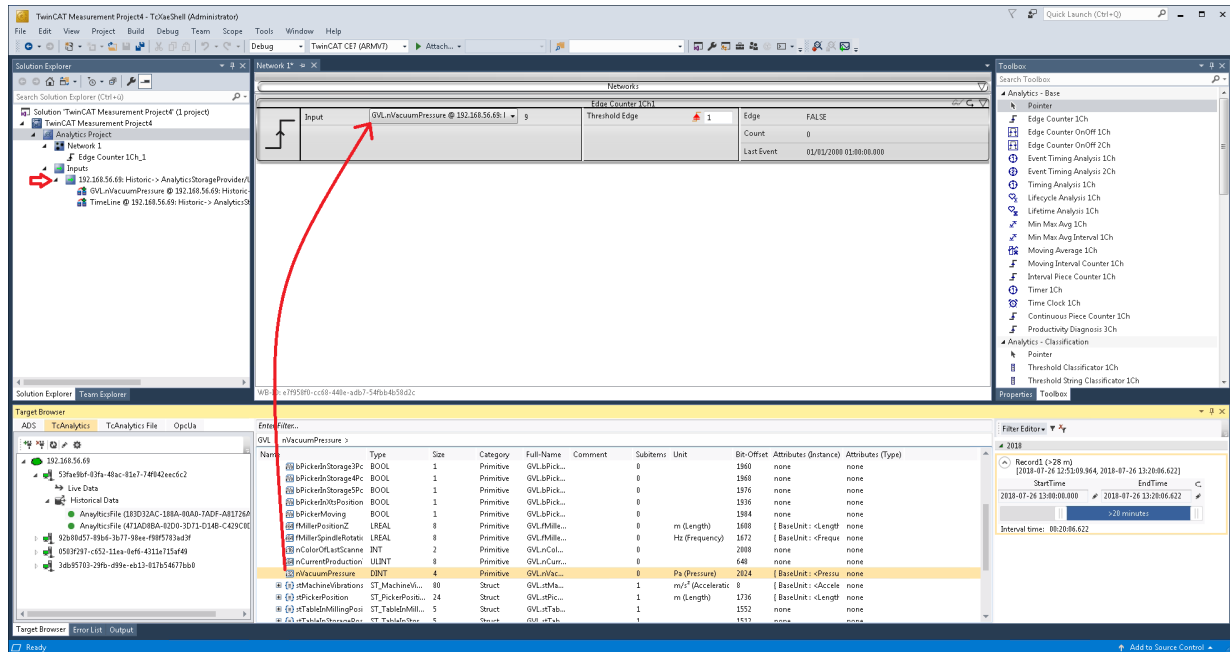 TwinCAT Measurement Project4 - TcXaeShell (Administrator)
Quick Launch (Ctrl+Q)
File Edit View Project Build Debug Team Scope Tools Window Help
Debug TwinCAT CE7 (ARMV7) Attach...
Solution Explorer
Search Solution Explorer (Ctrl+ü)
Solution 'TwinCAT Measurement Project4' (1 project)
TwinCAT Measurement Project4
Analytics Project
Network 1
Edge Counter 1Ch_1
Inputs
192.168.56.69: Historic-> AnalyticsStorageProvider/
GVL.nVacuumPressure @ 192.168.56.69: Historic-
TimeLine @ 192.168.56.69: Historic-> AnalyticsSt
Solution Explorer Team Explorer
Network 1*
Networks
Edge Counter 1Ch1
Input GVL.nVacuumPressure @ 192.168.56.69: 9
Threshold Edge 1
Edge FALSE
Count 0
Last Event 01/01/2000 01:00:00.000
Toolbox
Search Toolbox
Analytics - Base
Pointer
Edge Counter 1Ch
Edge Counter OnOff 1Ch
Edge Counter OnOff 2Ch
Event Timing Analysis 1Ch
Event Timing Analysis 2Ch
Timing Analysis 1Ch
Lifecycle Analysis 1Ch
Lifetime Analysis 1Ch
Min Max Avg 1Ch
Min Max Avg Interval 1Ch
Moving Average 1Ch
Moving Interval Counter 1Ch
Interval Piece Counter 1Ch
Timer 1Ch
Time Clock 1Ch
Continuous Piece Counter 1Ch
Productivity Diagnosis 3Ch
Analytics - Classification
Pointer
Threshold Classificator 1Ch
Threshold String Classificator 1Ch
Properties Toolbox
Target Browser
ADS TcAnalytics TcAnalytics File OpcUa
192.168.56.69
53fae9bf-03fa-48ac-81e7-74f042eec6c2
Live Data
Historical Data
AnaylticsFile (183D32AC-188A-00A0-7ADF-A81726A
AnaylticsFile (471AD8BA-02D0-3D71-D14B-C429C0D
92b80d57-89b6-3b77-98ee-f98f5783ad3f
0503f297-c652-11ea-0ef6-4311e715af49
3db95703-29fb-d99e-eb13-017b54677bb0
Enter Filter...
GVL nVacuumPressure >
Name Type Size Category Full-Name Comment Subitems Unit Bit-Offset Attributes (Instance) Attributes (Type)
bPickerInStorage3Pc BOOL 1 Primitive GVL.bPick... 0 1960 none none
bPickerInStorage4Pc BOOL 1 Primitive GVL.bPick... 0 1968 none none
bPickerInStorage5Pc BOOL 1 Primitive GVL.bPick... 0 1976 none none
bPickerInXtsPosition BOOL 1 Primitive GVL.bPick... 0 1936 none none
bPickerMoving BOOL 1 Primitive GVL.bPick... 0 1984 none none
fMillerPositionZ LREAL 8 Primitive GVL.fMille... 0 m (Length) 1608 { BaseUnit : <Length none
fMillerSpindleRotatic LREAL 8 Primitive GVL.fMille... 0 Hz (Frequency) 1672 { BaseUnit : <Freque none
nColorOfLastScanne INT 2 Primitive GVL.nCol... 0 2008 none none
nCurrentProduction ULINT 8 Primitive GVL.nCurr... 0 648 none none
nVacuumPressure DINT 4 Primitive GVL.nVac... 0 Pa (Pressure) 2024 { BaseUnit : <Pressu none
stMachineVibrations ST_MachineVi... 80 Struct GVL.stMa... 1 m/s² (Acceleratic 8 { BaseUnit : <Accele none
stPickerPosition ST_PickerPositi... 24 Struct GVL.stPic... 1 m (Length) 1736 { BaseUnit : <Length none
stTableInMillingPosi ST_TableInMill... 5 Struct GVL.stTab... 1 1552 none none
stTableInStoragePos ST_TableInStor... 5 Struct GVL.stTab... 1 1512 none none
Filter Editor
2018
Record1 (>28 m)
[2018-07-26 12:51:09.964, 2018-07-26 13:20:06.622]
StartTime EndTime
2018-07-26 13:00:00.000 2018-07-26 13:20:06.622
>20 minutes
Interval time: 00:20:06.622
Target Browser Error List Output
Ready
Add to Source Control